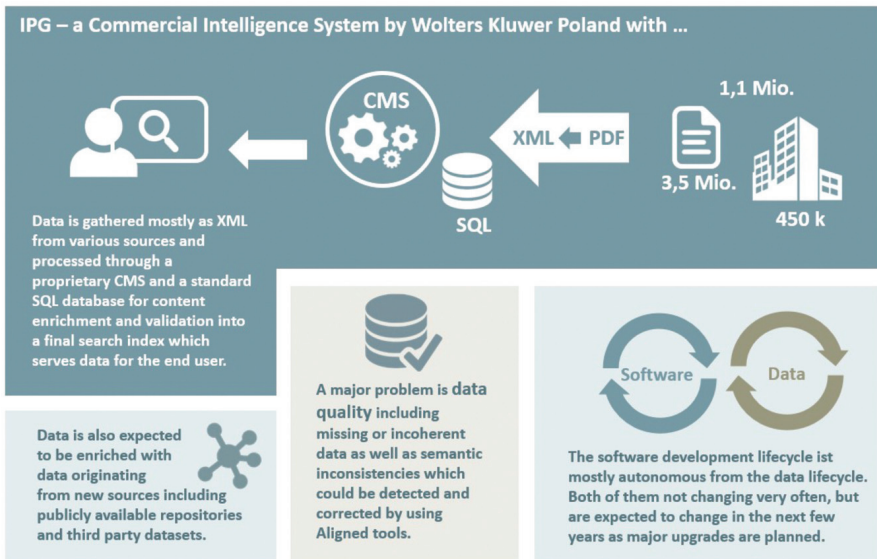 IPG – a Commercial Intelligence System by Wolters Kluwer Poland with ...
CMS
SQL
XML PDF
1,1 Mio.
3,5 Mio.
450 k
Data is gathered mostly as XML
from various sources and
processed through a
proprietary CMS and a standard
SQL database for content
enrichment and validation into
a final search index which
serves data for the end user.
Data is also expected
to be enriched with
data originating
from new sources including
publicly available repositories
and third party datasets.
A major problem is data
quality including
missing or incoherent
data as well as semantic
inconsistencies which
could be detected and
corrected by using
Aligned tools.
Software
Data
The software development lifecycle ist
mostly autonomous from the data lifecycle.
Both of them not changing very often, but
are expected to change in the next few
years as major upgrades are planned.